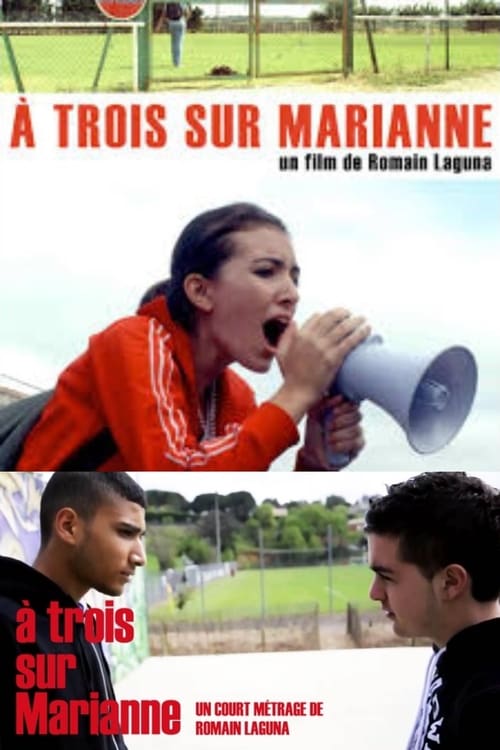 À TROIS SUR MARIANNE
un film de Romain Laguna
à trois
sur
Marianne
UN COURT MÉTRAGE DE
ROMAIN LAGUNA